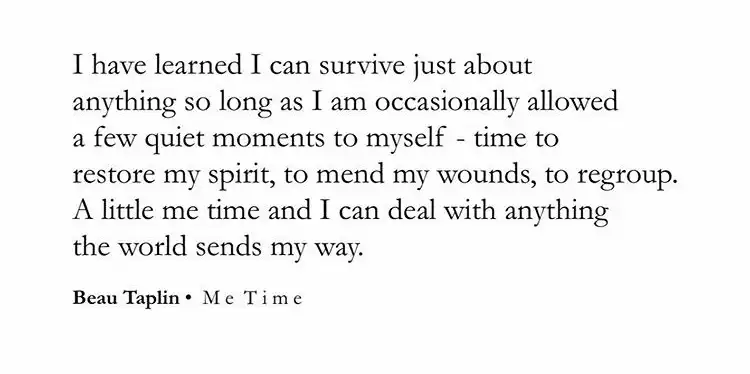 I have learned I can survive just about
anything so long as I am occasionally allowed
a few quiet moments to myself - time to
restore my spirit, to mend my wounds, to regroup.
A little me time and I can deal with anything
the world sends my way.
Beau Taplin • Me Time